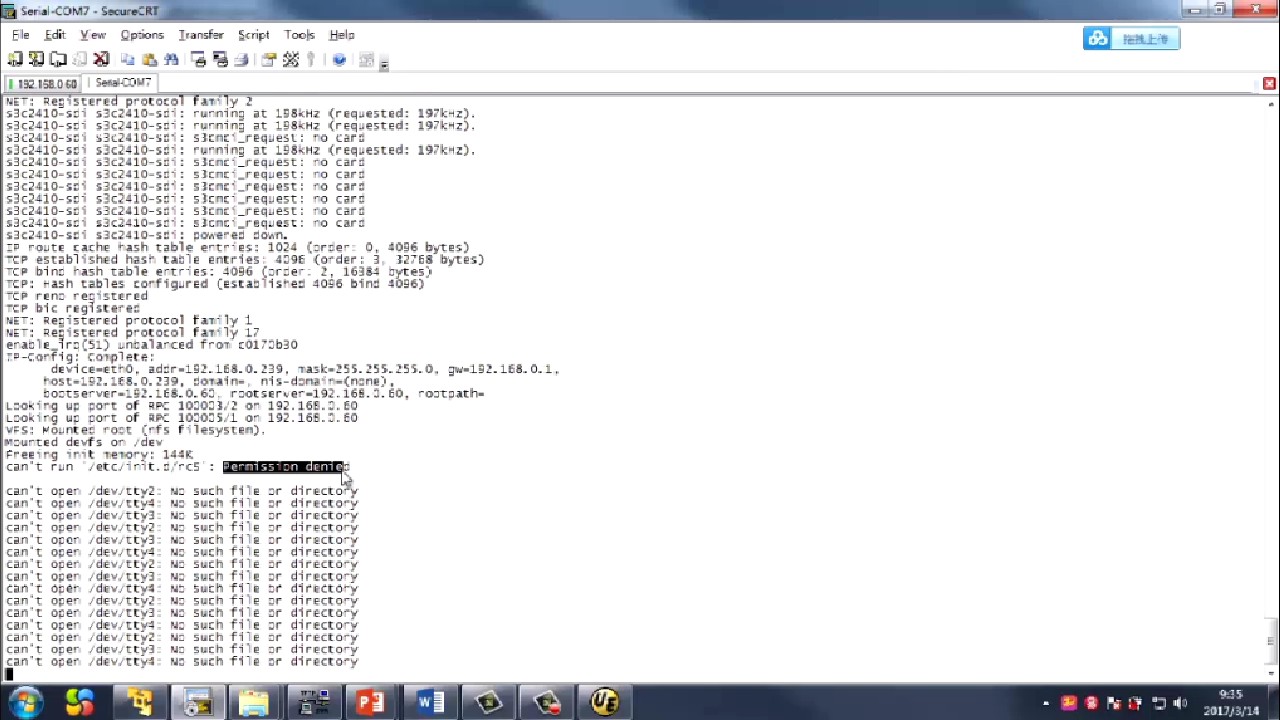 Serial-COM7 - SecureCRT
File Edit View Options Transfer Script Tools Help
拖拽上传
192.168.0.60 Serial-COM7
NET: Registered protocol family 2
s3c2410-sdi s3c2410-sdi: running at 198kHz (requested: 197kHz).
s3c2410-sdi s3c2410-sdi: running at 198kHz (requested: 197kHz).
s3c2410-sdi s3c2410-sdi: s3cmci_request: no card
s3c2410-sdi s3c2410-sdi: running at 198kHz (requested: 197kHz).
s3c2410-sdi s3c2410-sdi: s3cmci_request: no card
s3c2410-sdi s3c2410-sdi: s3cmci_request: no card
s3c2410-sdi s3c2410-sdi: s3cmci_request: no card
s3c2410-sdi s3c2410-sdi: s3cmci_request: no card
s3c2410-sdi s3c2410-sdi: s3cmci_request: no card
s3c2410-sdi s3c2410-sdi: s3cmci_request: no card
s3c2410-sdi s3c2410-sdi: powered down.
IP route cache hash table entries: 1024 (order: 0, 4096 bytes)
TCP established hash table entries: 4096 (order: 3, 32768 bytes)
TCP bind hash table entries: 4096 (order: 2, 16384 bytes)
TCP: Hash tables configured (established 4096 bind 4096)
TCP reno registered
TCP bic registered
NET: Registered protocol family 1
NET: Registered protocol family 17
enable_irq(51) unbalanced from c0170b30
IP-Config: Complete:
device=eth0, addr=192.168.0.239, mask=255.255.255.0, gw=192.168.0.1,
host=192.168.0.239, domain=, nis-domain=(none),
bootserver=192.168.0.60, rootserver=192.168.0.60, rootpath=
Looking up port of RPC 100003/2 on 192.168.0.60
Looking up port of RPC 100005/1 on 192.168.0.60
VFS: Mounted root (nfs filesystem).
Mounted devfs on /dev
Freeing init memory: 144K
can't run '/etc/init.d/rcS': Permission denied
can't open /dev/tty2: No such file or directory
can't open /dev/tty4: No such file or directory
can't open /dev/tty3: No such file or directory
can't open /dev/tty2: No such file or directory
can't open /dev/tty3: No such file or directory
can't open /dev/tty4: No such file or directory
can't open /dev/tty2: No such file or directory
can't open /dev/tty3: No such file or directory
can't open /dev/tty4: No such file or directory
can't open /dev/tty2: No such file or directory
can't open /dev/tty3: No such file or directory
can't open /dev/tty4: No such file or directory
can't open /dev/tty2: No such file or directory
can't open /dev/tty3: No such file or directory
can't open /dev/tty4: No such file or directory
9:35
2017/3/14